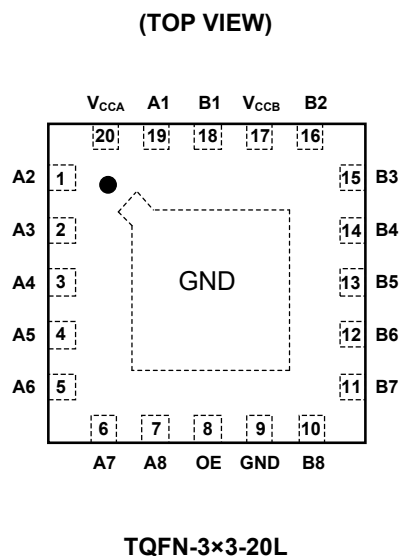 (TOP VIEW)
VCCA A1 B1 VCCB B2
20 19 18 17 16
A2 1 15 B3
A3 2 14 B4
A4 3 GND 13 B5
A5 4 12 B6
A6 5 11 B7
6 7 8 9 10
A7 A8 OE GND B8
TQFN-3×3-20L